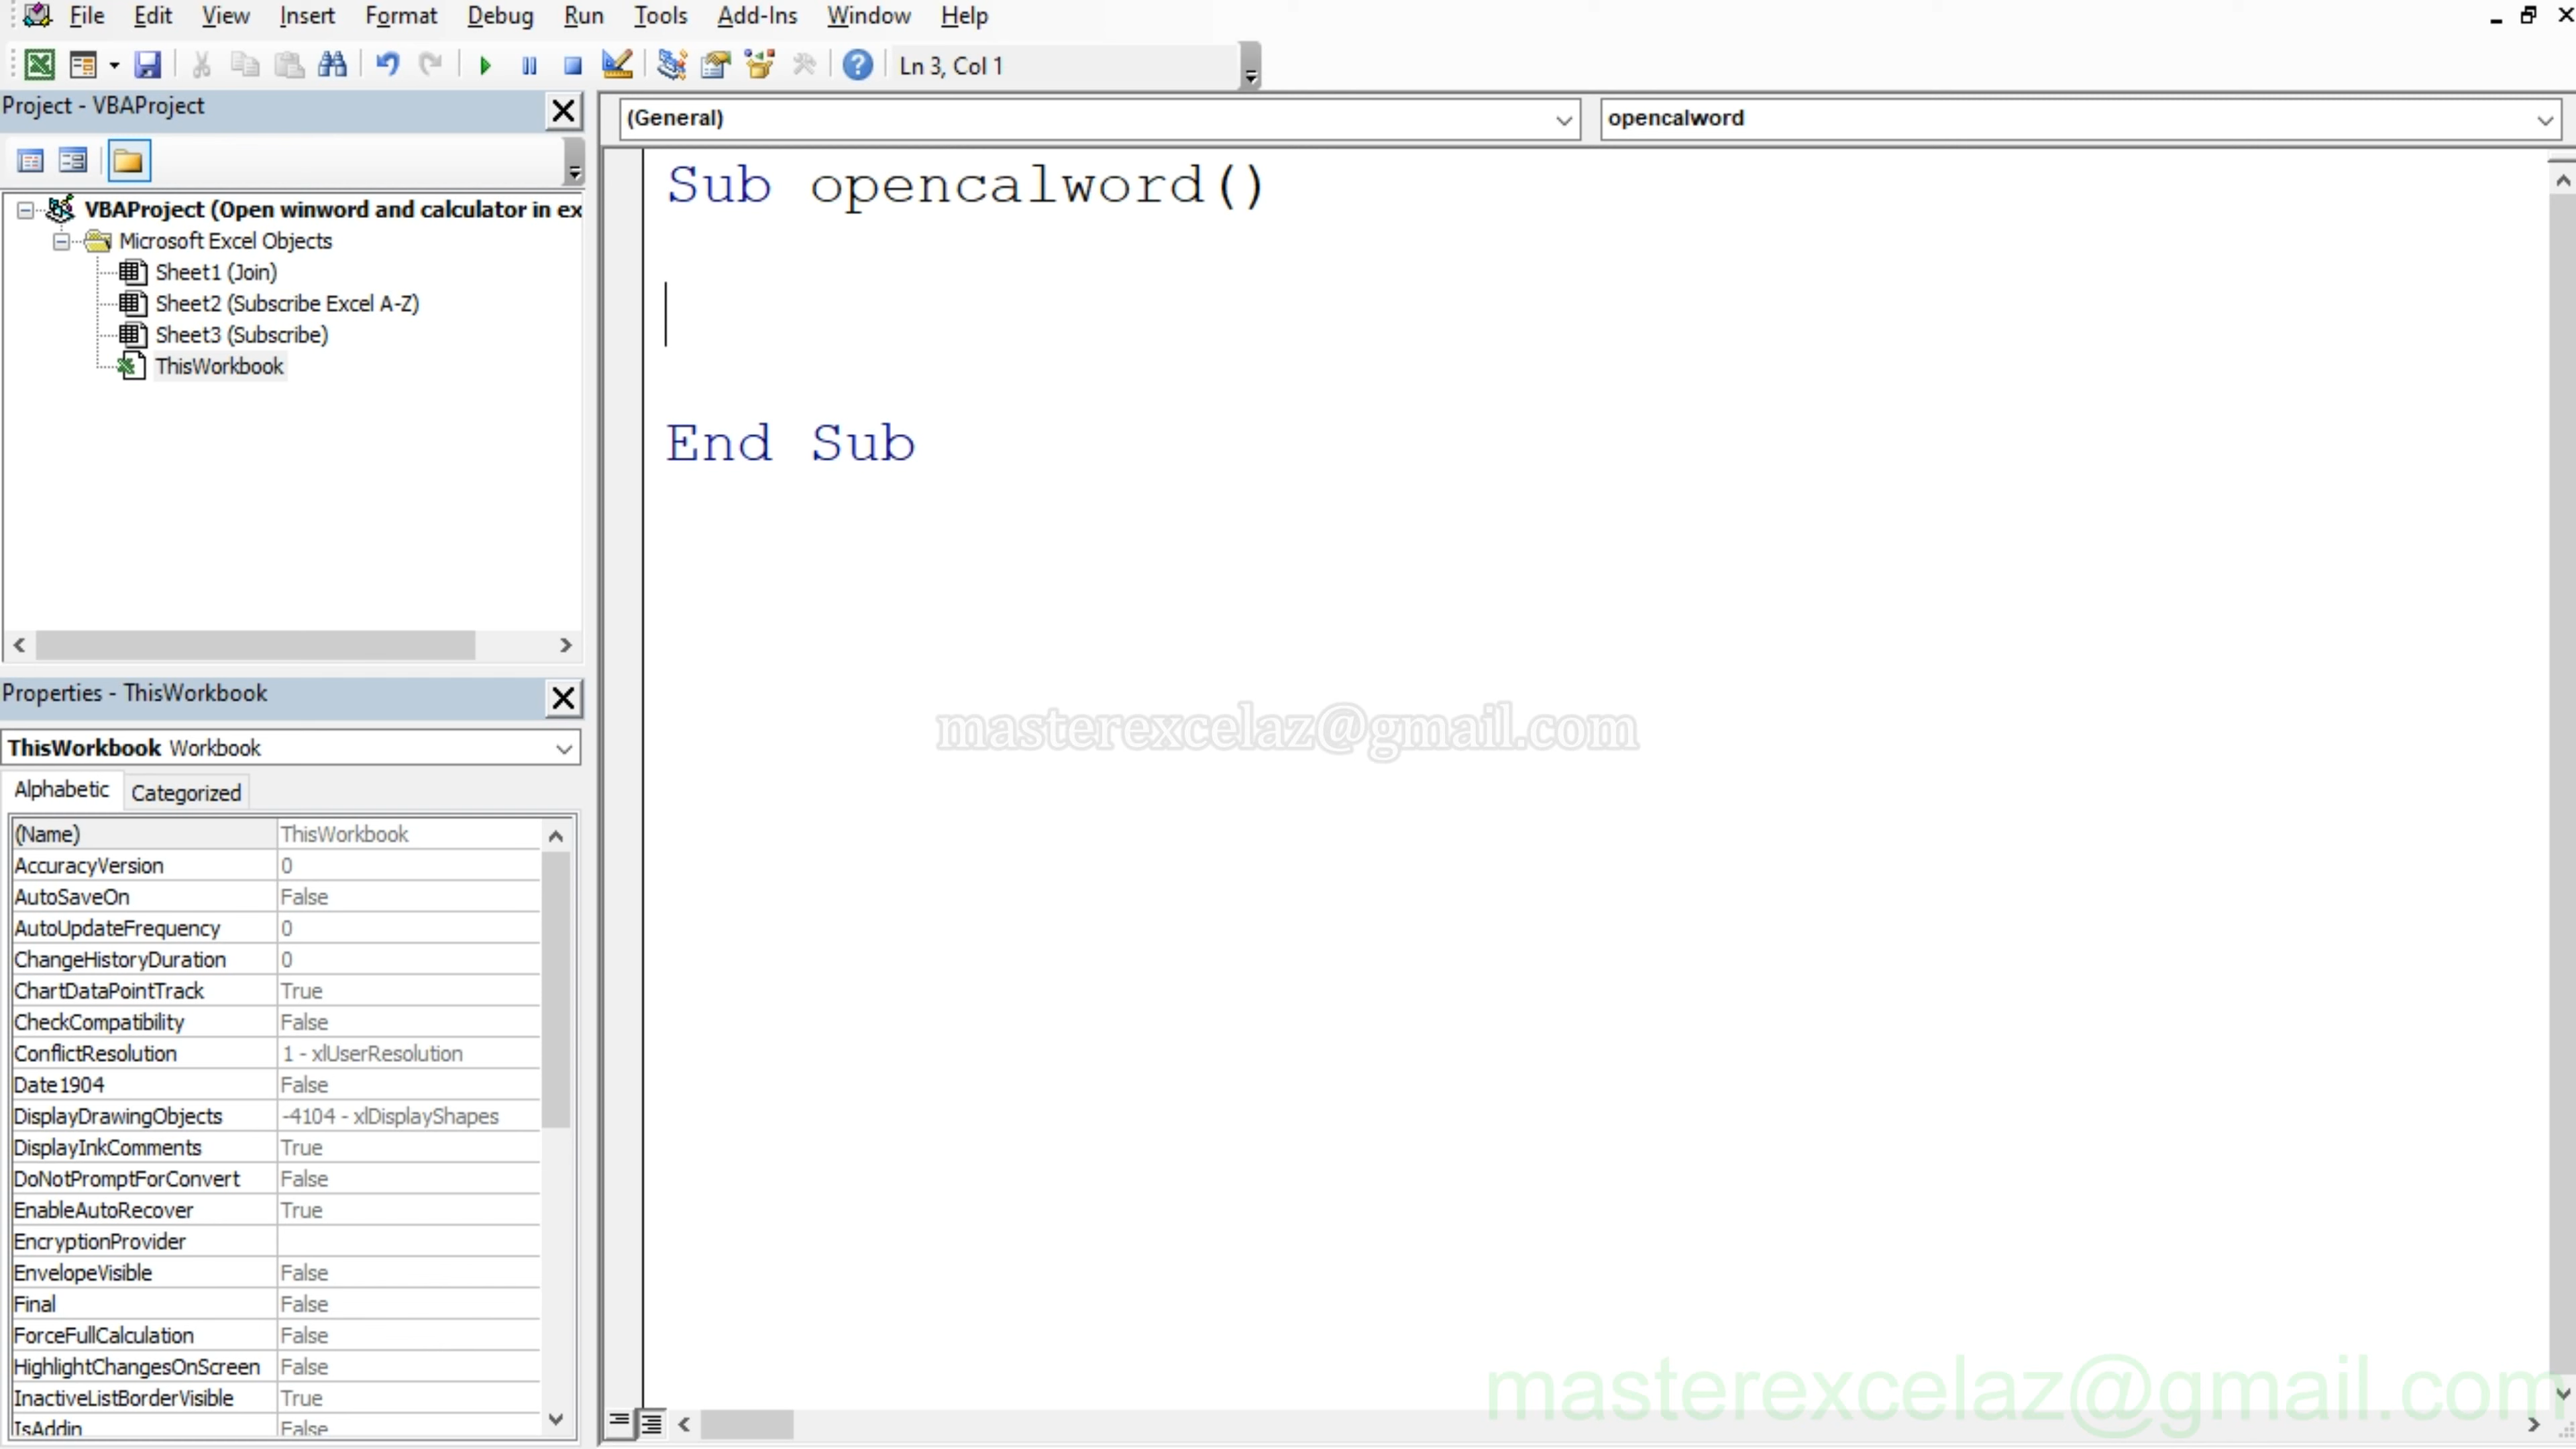 File Edit View Insert Format Debug Run Tools Add-Ins Window Help
Ln 3, Col 1
Project - VBAProject
VBAProject (Open winword and calculator in ex
Microsoft Excel Objects
Sheet1 (Join)
Sheet2 (Subscribe Excel A-Z)
Sheet3 (Subscribe)
ThisWorkbook
Properties - ThisWorkbook
ThisWorkbook Workbook
Alphabetic Categorized
(Name) ThisWorkbook
AccuracyVersion 0
AutoSaveOn False
AutoUpdateFrequency 0
ChangeHistoryDuration 0
ChartDataPointTrack True
CheckCompatibility False
ConflictResolution 1 - xlUserResolution
Date1904 False
DisplayDrawingObjects -4104 - xlDisplayShapes
DisplayInkComments True
DoNotPromptForConvert False
EnableAutoRecover True
EncryptionProvider
EnvelopeVisible False
Final False
ForceFullCalculation False
HighlightChangesOnScreen False
InactiveListBorderVisible True
IsAddin False
(General) opencalword
Sub opencalword()
End Sub
masterexcelaz@gmail.com
masterexcelaz@gmail.com